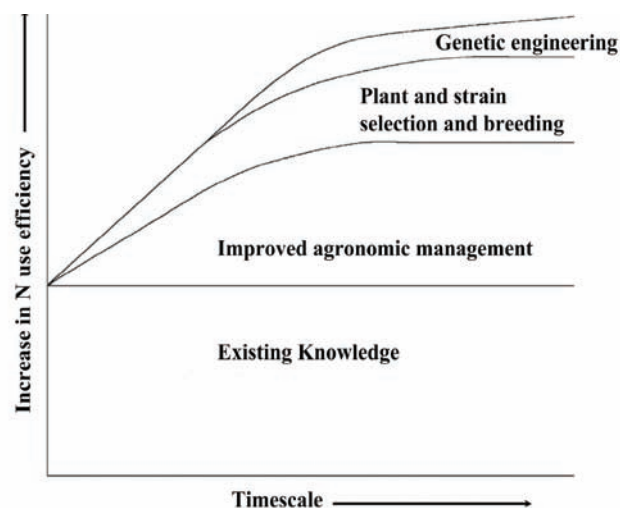 Increase in N use efficiency
Genetic engineering
Plant and strain
selection and breeding
Improved agronomic management
Existing Knowledge
Timescale